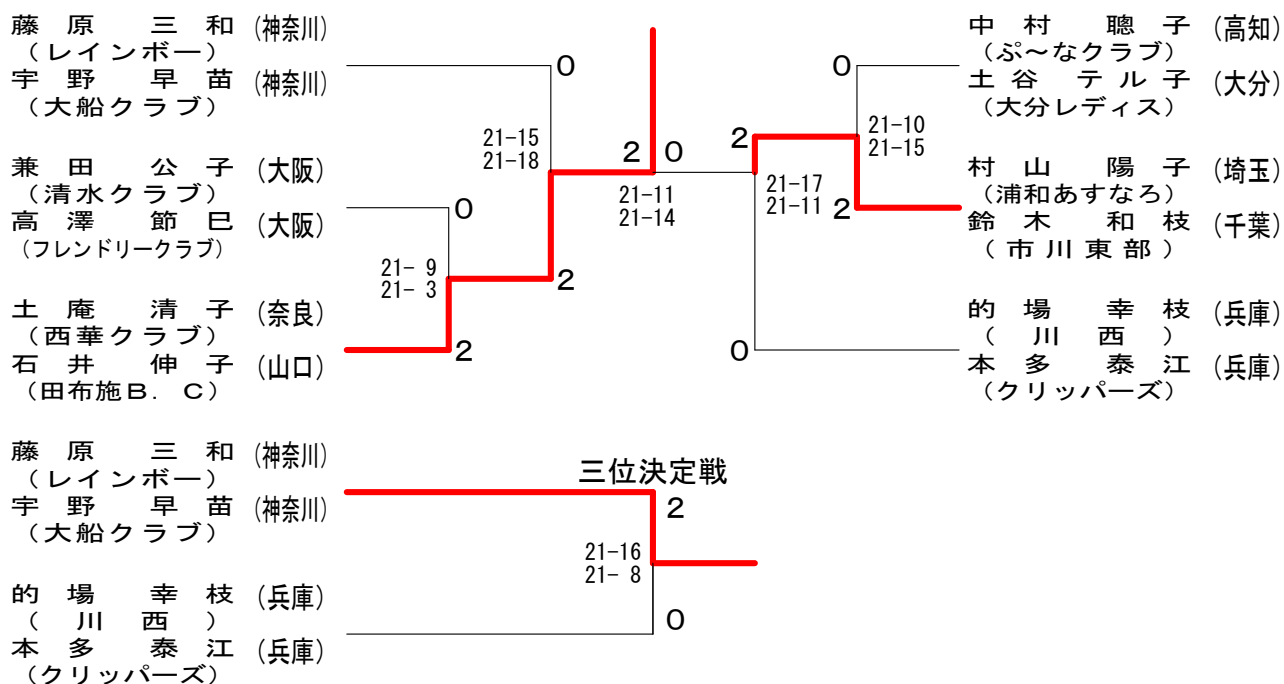 藤原 三和 (神奈川)
(レインボー)
宇野 早苗 (神奈川)
(大船クラブ)
兼田 公子 (大阪)
(清水クラブ)
高澤 節巳 (大阪)
(フレンドリークラブ)
土庵 清子 (奈良)
(西華クラブ)
石井 伸子 (山口)
(田布施B.C)
0
21-15
21-18
0
21- 9
21- 3
2
2
2 0
21-11
21-14
中村 聰子 (高知)
(ぷ～なクラブ)
土谷 テル子 (大分)
(大分レディス)
村山 陽子 (埼玉)
(浦和あすなろ)
鈴木 和枝 (千葉)
(市川東部)
的場 幸枝 (兵庫)
(川西)
本多 泰江 (兵庫)
(クリッパーズ)
0
21-10
21-15
2
21-17
21-11
2
0
三位決定戦
藤原 三和 (神奈川)
(レインボー)
宇野 早苗 (神奈川)
(大船クラブ)
的場 幸枝 (兵庫)
(川西)
本多 泰江 (兵庫)
(クリッパーズ)
2
21-16
21- 8
0